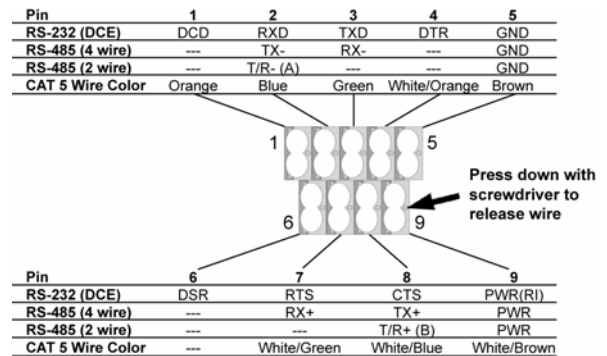 Pin 1 2 3 4 5
RS-232 (DCE) DCD RXD TXD DTR GND
RS-485 (4 wire) --- TX- RX- --- GND
RS-485 (2 wire) --- T/R- (A) --- --- GND
CAT 5 Wire Color Orange Blue Green White/Orange Brown
1 5
Press down with
screwdriver to
release wire
6 9
Pin 6 7 8 9
RS-232 (DCE) DSR RTS CTS PWR(RI)
RS-485 (4 wire) --- RX+ TX+ PWR
RS-485 (2 wire) --- --- T/R+ (B) PWR
CAT 5 Wire Color --- White/Green White/Blue White/Brown